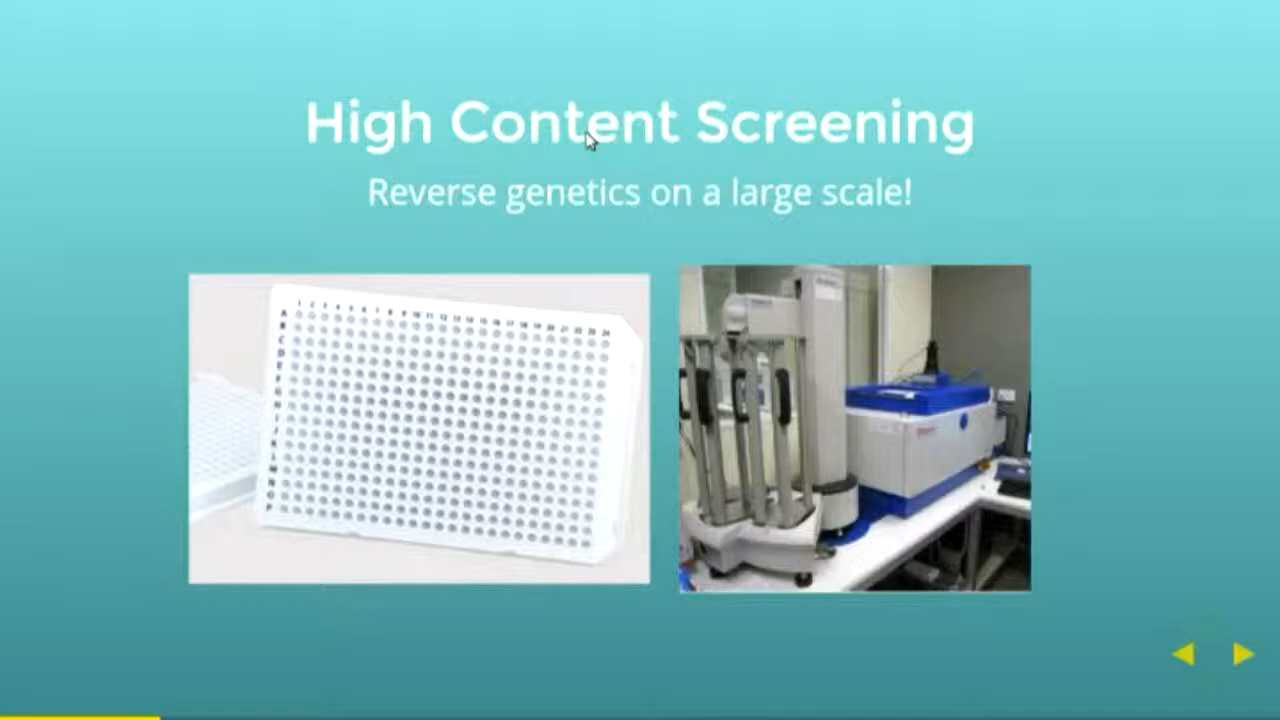 High Content Screening
Reverse genetics on a large scale!